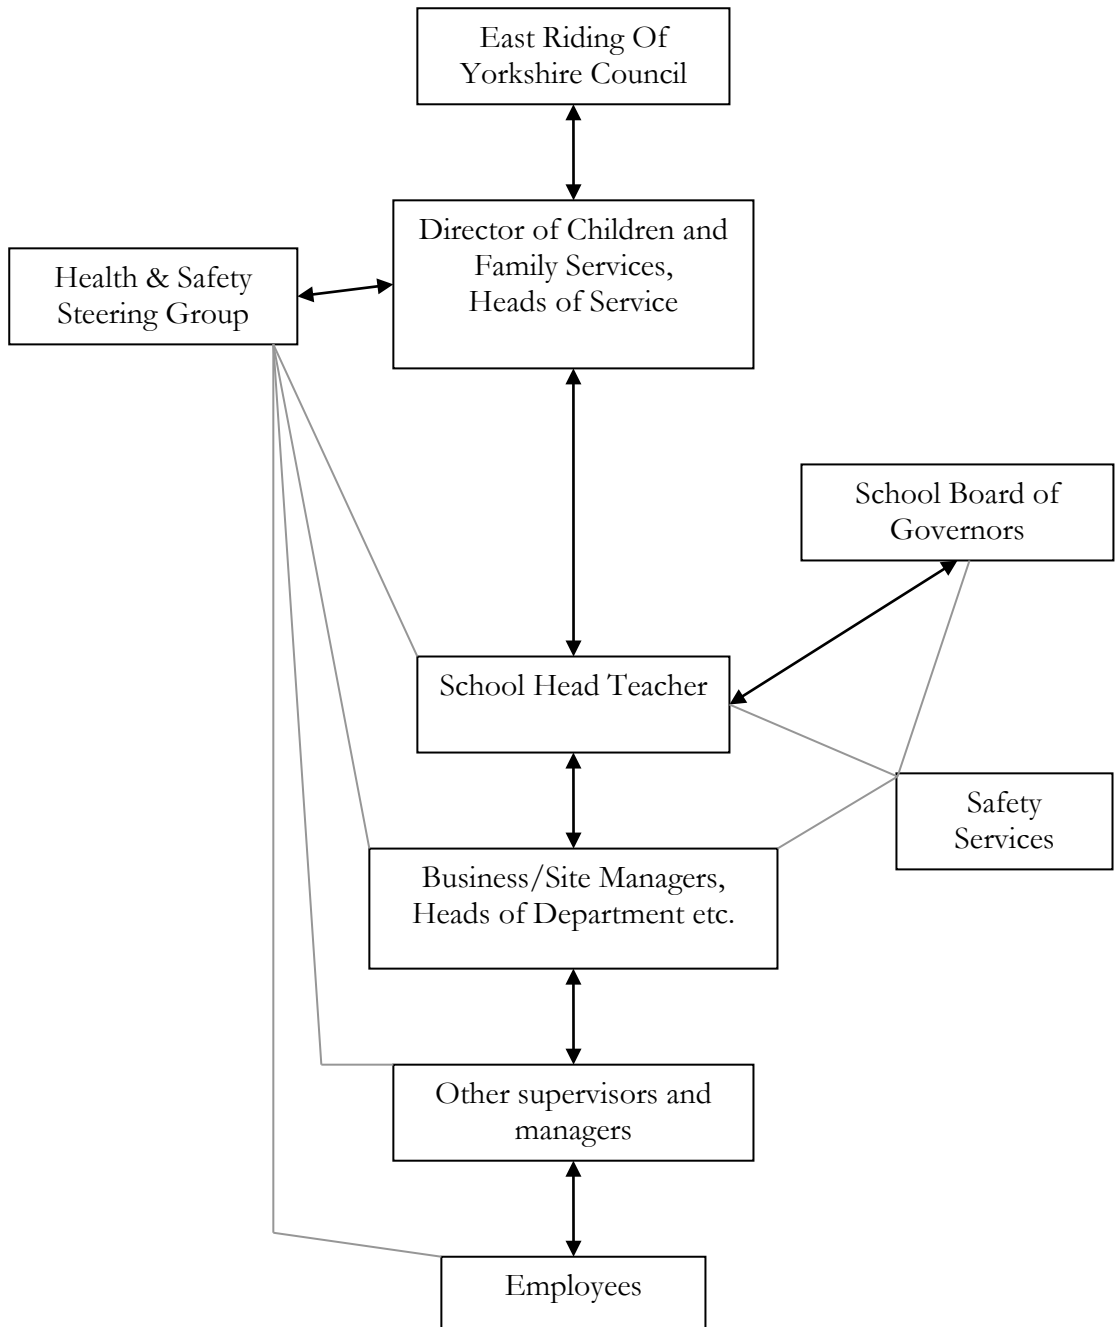 East Riding Of
Yorkshire Council
Director of Children and
Family Services,
Heads of Service
Health & Safety
Steering Group
School Board of
Governors
School Head Teacher
Safety
Services
Business/Site Managers,
Heads of Department etc.
Other supervisors and
managers
Employees